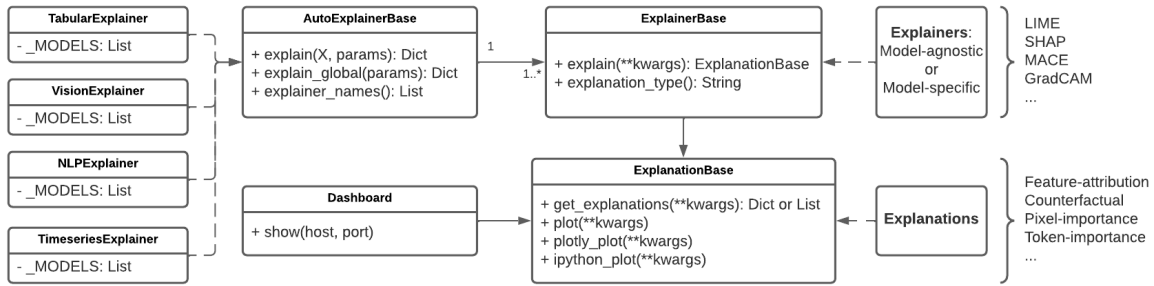 TabularExplainer
- _MODELS: List
VisionExplainer
- _MODELS: List
NLPExplainer
- _MODELS: List
TimeseriesExplainer
- _MODELS: List
AutoExplainerBase
+ explain(X, params): Dict
+ explain_global(params): Dict
+ explainer_names(): List
1
1..*
ExplainerBase
+ explain(**kwargs): ExplanationBase
+ explanation_type(): String
Explainers:
Model-agnostic
or
Model-specific
LIME
SHAP
MACE
GradCAM
...
Dashboard
+ show(host, port)
ExplanationBase
+ get_explanations(**kwargs): Dict or List
+ plot(**kwargs)
+ plotly_plot(**kwargs)
+ ipython_plot(**kwargs)
Explanations
Feature-attribution
Counterfactual
Pixel-importance
Token-importance
...